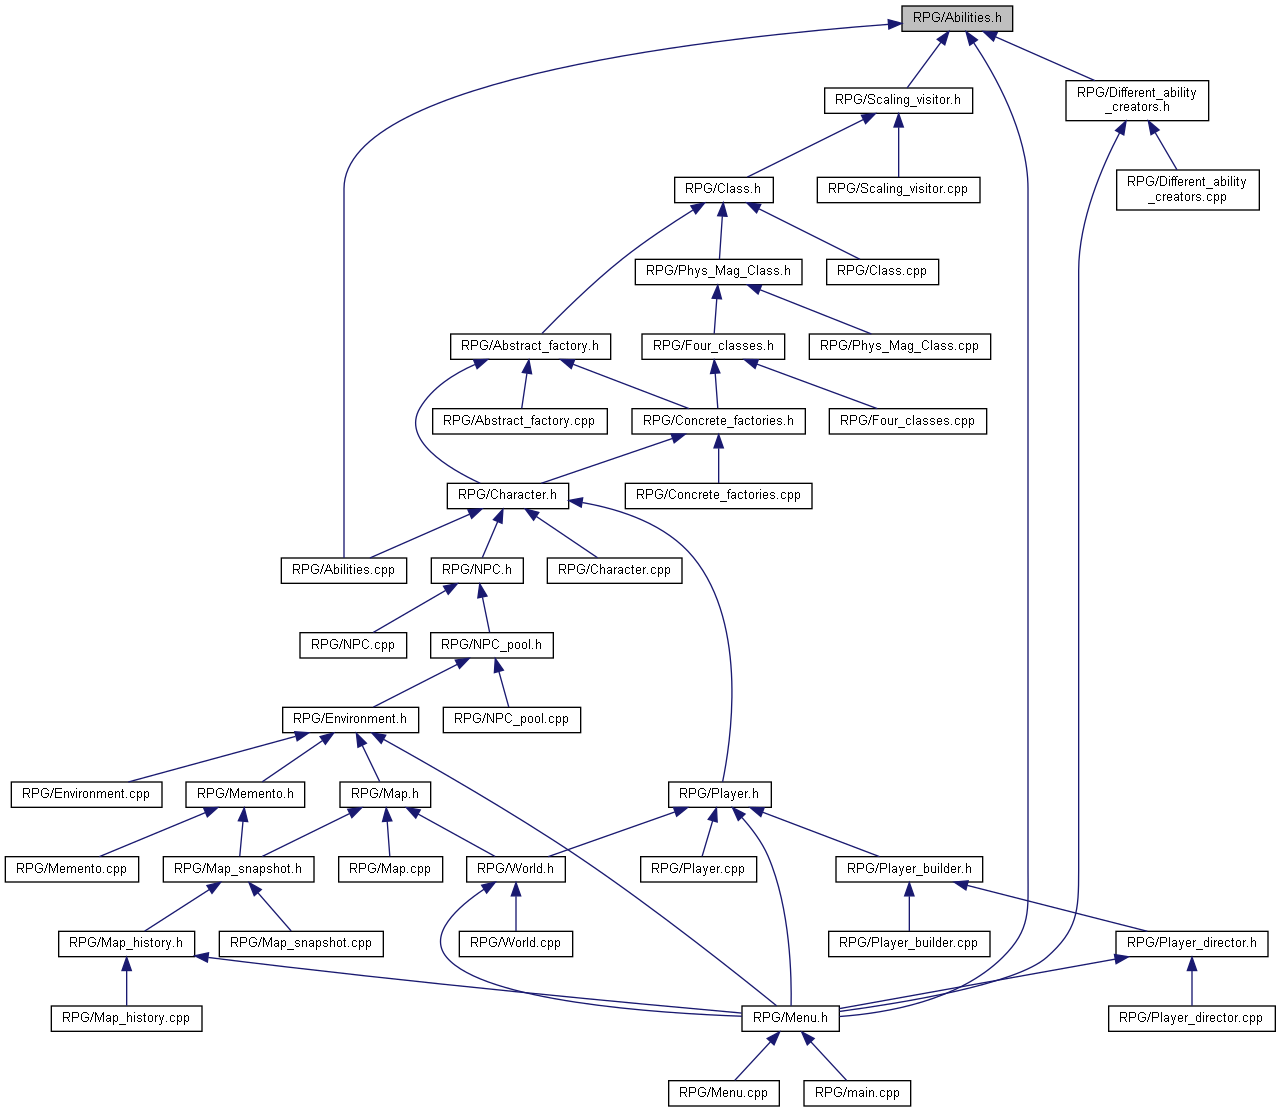 RPG/Abilities.h
RPG/Scaling_visitor.h
RPG/Different_ability
_creators.h
RPG/Class.h
RPG/Scaling_visitor.cpp
RPG/Different_ability
_creators.cpp
RPG/Phys_Mag_Class.h
RPG/Class.cpp
RPG/Abstract_factory.h
RPG/Four_classes.h
RPG/Phys_Mag_Class.cpp
RPG/Abstract_factory.cpp
RPG/Concrete_factories.h
RPG/Four_classes.cpp
RPG/Character.h
RPG/Concrete_factories.cpp
RPG/Abilities.cpp
RPG/NPC.h
RPG/Character.cpp
RPG/NPC.cpp
RPG/NPC_pool.h
RPG/Environment.h
RPG/NPC_pool.cpp
RPG/Environment.cpp
RPG/Memento.h
RPG/Map.h
RPG/Player.h
RPG/Memento.cpp
RPG/Map_snapshot.h
RPG/Map.cpp
RPG/World.h
RPG/Player.cpp
RPG/Player_builder.h
RPG/Map_history.h
RPG/Map_snapshot.cpp
RPG/World.cpp
RPG/Player_builder.cpp
RPG/Player_director.h
RPG/Map_history.cpp
RPG/Menu.h
RPG/Player_director.cpp
RPG/Menu.cpp
RPG/main.cpp